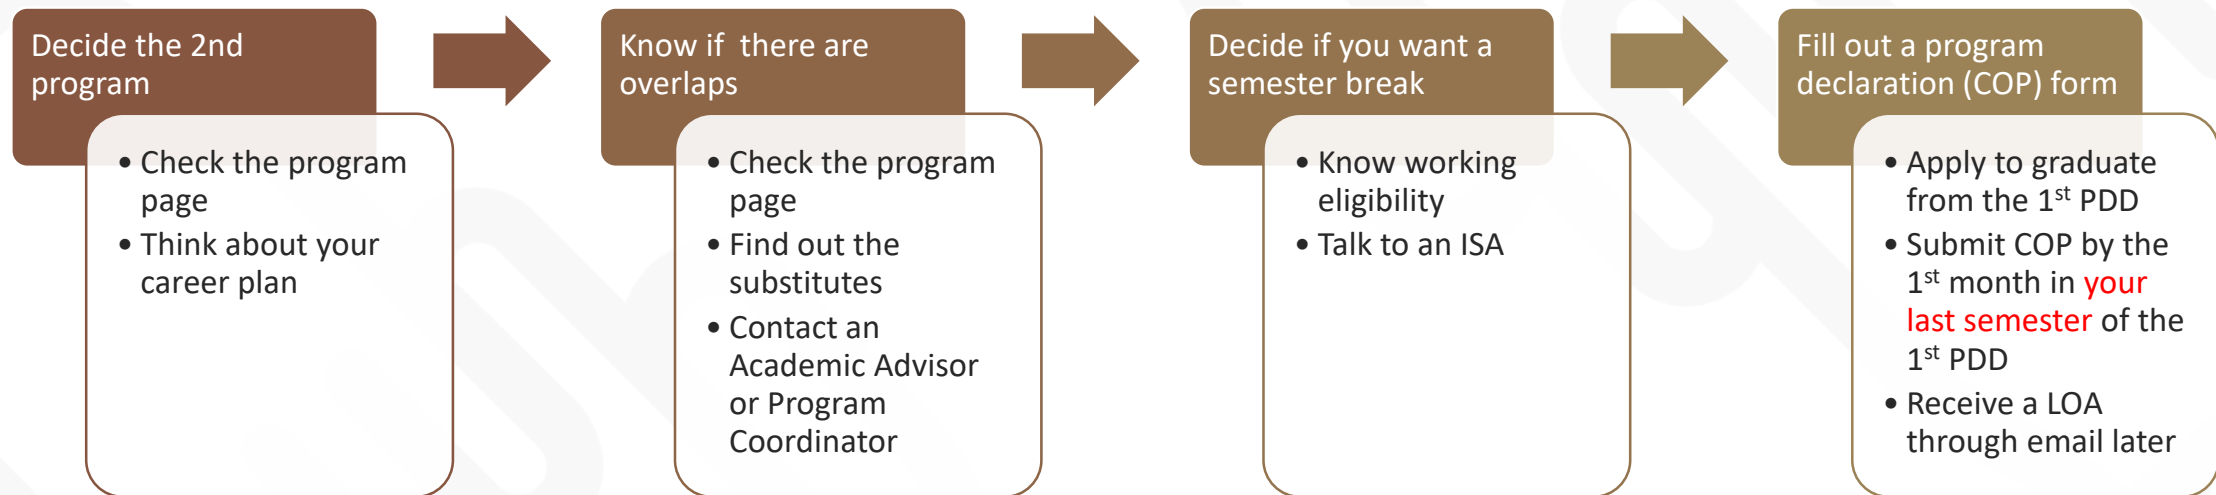 Decide the 2nd
program
• Check the program
page
• Think about your
career plan
Know if  there are
overlaps
• Check the program
page
• Find out the
substitutes
• Contact an
Academic Advisor
or Program
Coordinator
Decide if you want a
semester break
• Know working
eligibility
• Talk to an ISA
Fill out a program
declaration (COP) form
• Apply to graduate
from the 1st PDD
• Submit COP by the
1st month in your
last semester of the
1st PDD
• Receive a LOA
through email later